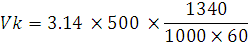 Vk = 3.14 × 500 × 1340 / 1000 × 60